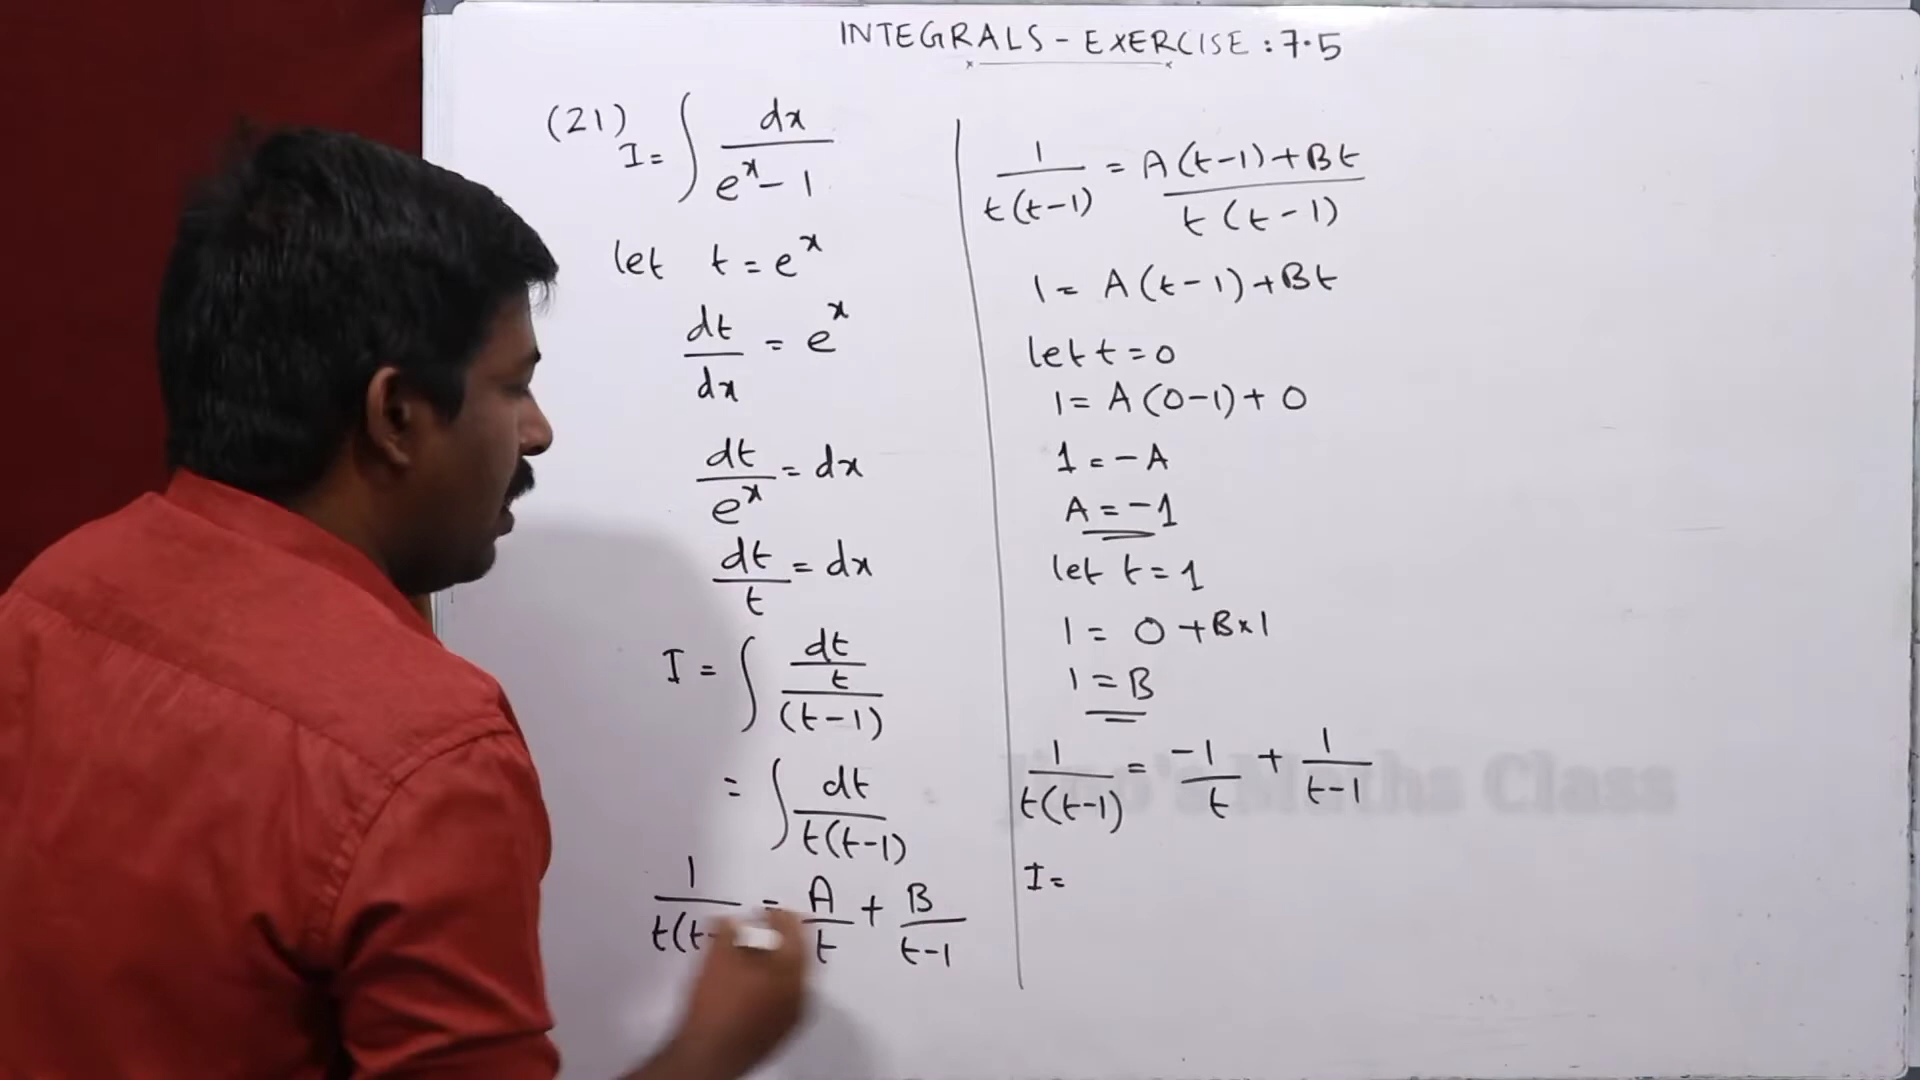 INTEGRALS - EXERCISE : 7.5
(21) I = ∫ dx / (e^x - 1)
let t = e^x
dt/dx = e^x
dt/e^x = dx
dt/t = dx
I = ∫ (dt/t) / (t-1)
= ∫ dt / t(t-1)
1 / t(t- = A/t + B/(t-1)
1 / t(t-1) = (A(t-1)+Bt) / t(t-1)
1 = A(t-1)+Bt
let t = 0
1 = A(0-1)+0
1 = -A
A = -1
let t = 1
1 = 0 + B×1
1 = B
1 / t(t-1) = -1/t + 1/(t-1)
I =
Maths Class